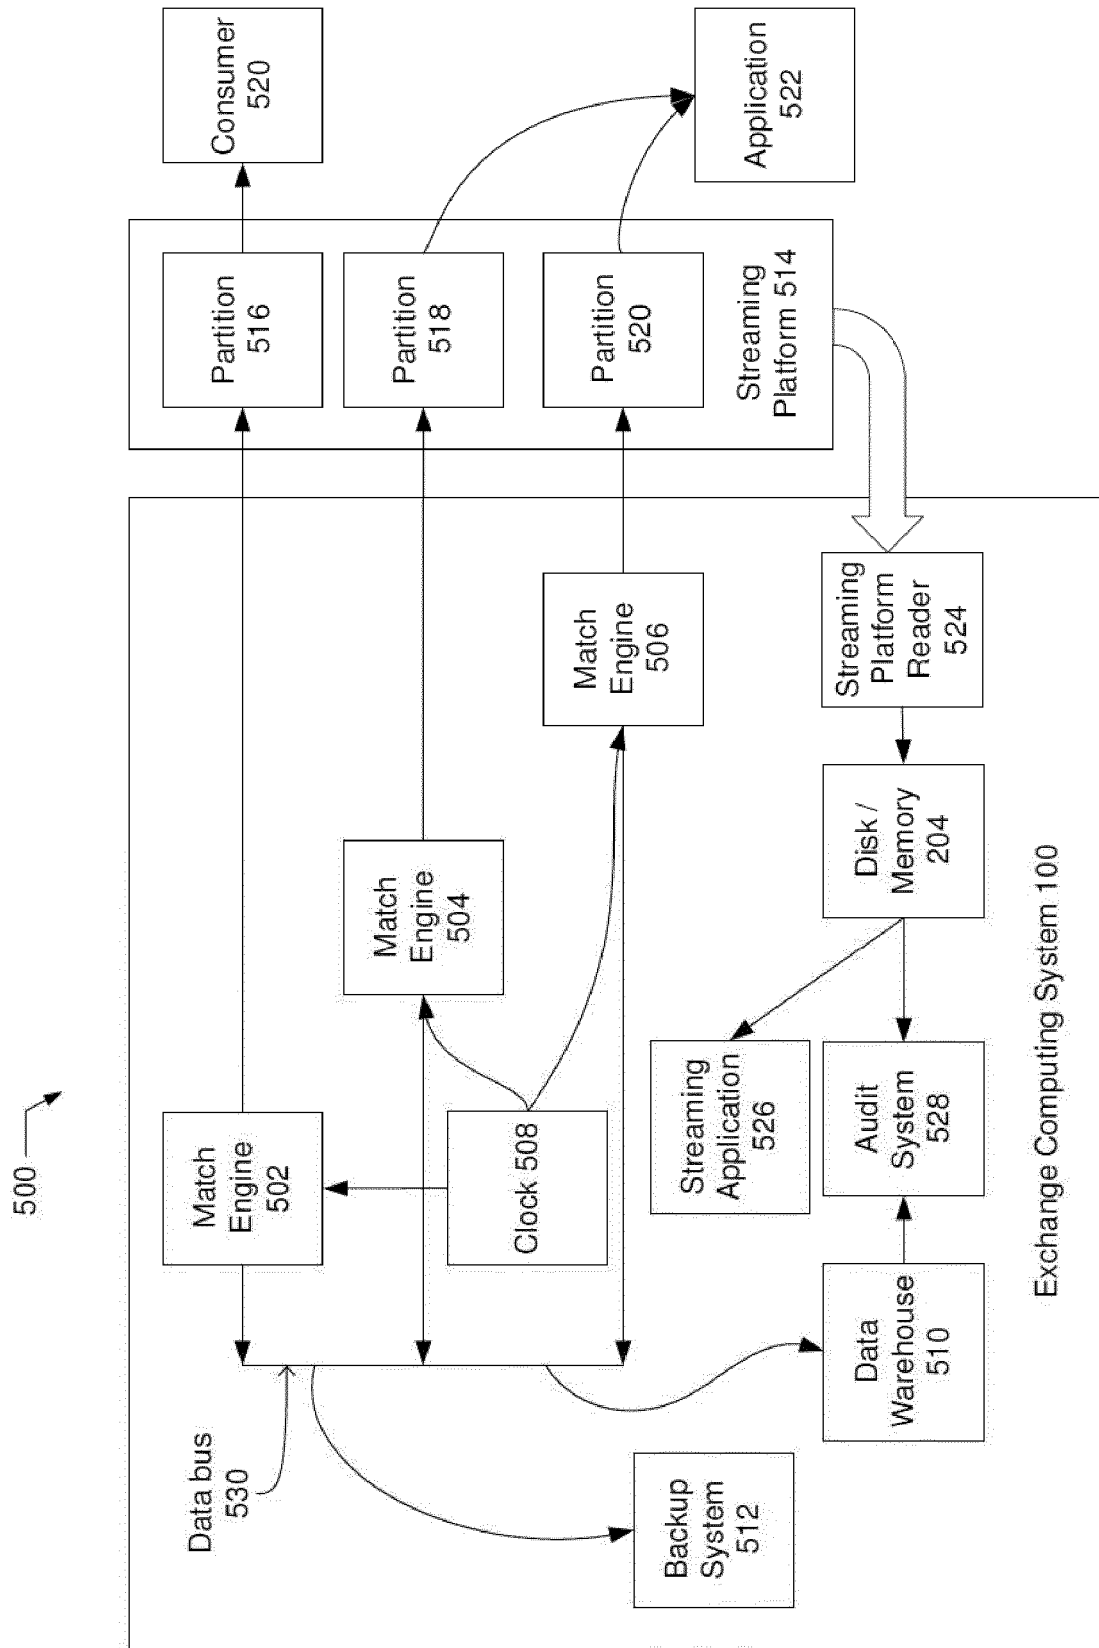 500
Data bus
530
Match
Engine
502
Partition
516
Consumer
520
Match
Engine
504
Partition
518
Clock 508
Match
Engine
506
Partition
520
Backup
System
512
Streaming
Application
526
Streaming
Platform 514
Application
522
Data
Warehouse
510
Audit
System
528
Disk /
Memory
204
Streaming
Platform
Reader
524
Exchange Computing System 100